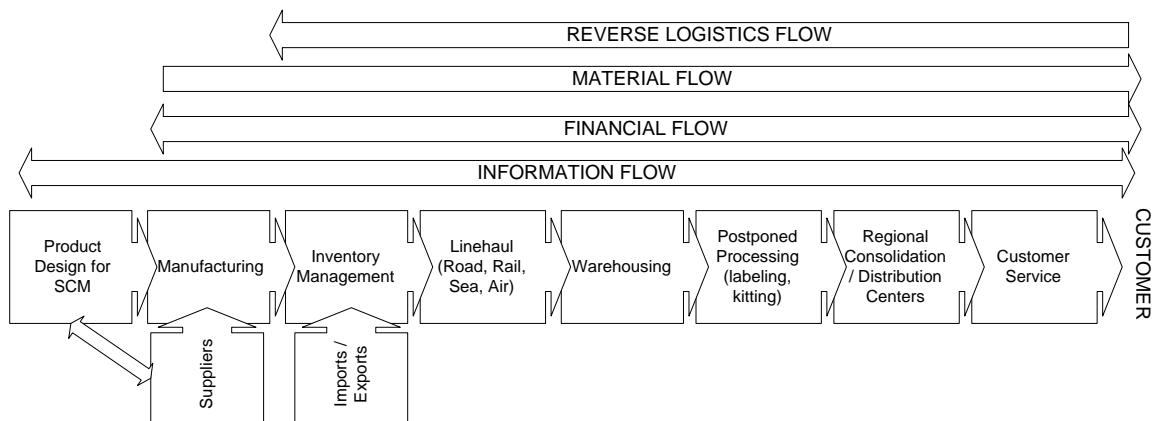 REVERSE LOGISTICS FLOW
MATERIAL FLOW
FINANCIAL FLOW
INFORMATION FLOW
Product
Design for
SCM
Manufacturing
Inventory
Management
Linehaul
(Road, Rail,
Sea, Air)
Warehousing
Postponed
Processing
(labeling,
kitting)
Regional
Consolidation
/ Distribution
Centers
Customer
Service
CUSTOMER
Suppliers
Imports /
Exports